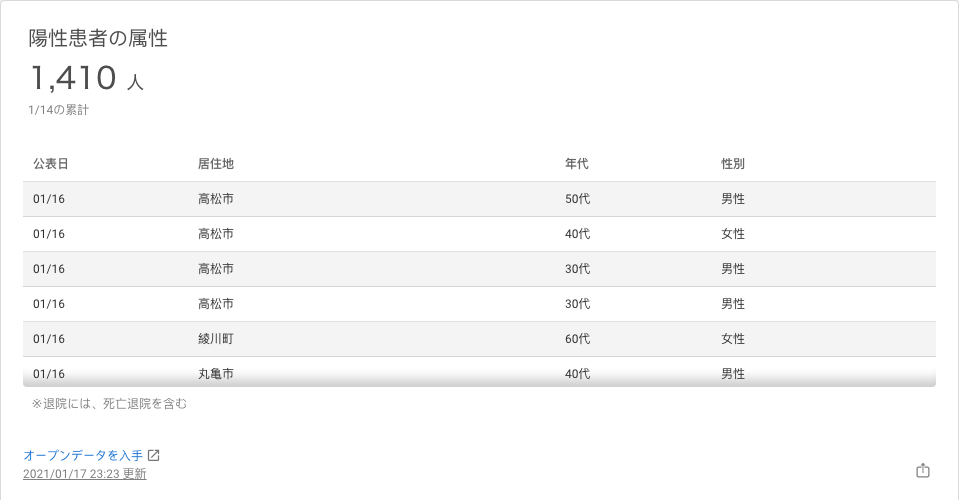 陽性患者の属性
1,410 人
1/14の累計
公表日 居住地 年代 性別
01/16 高松市 50代 男性
01/16 高松市 40代 女性
01/16 高松市 30代 男性
01/16 高松市 30代 男性
01/16 綾川町 60代 女性
01/16 丸亀市 40代 男性
※退院には、死亡退院を含む
オープンデータを入手
2021/01/17 23:23 更新